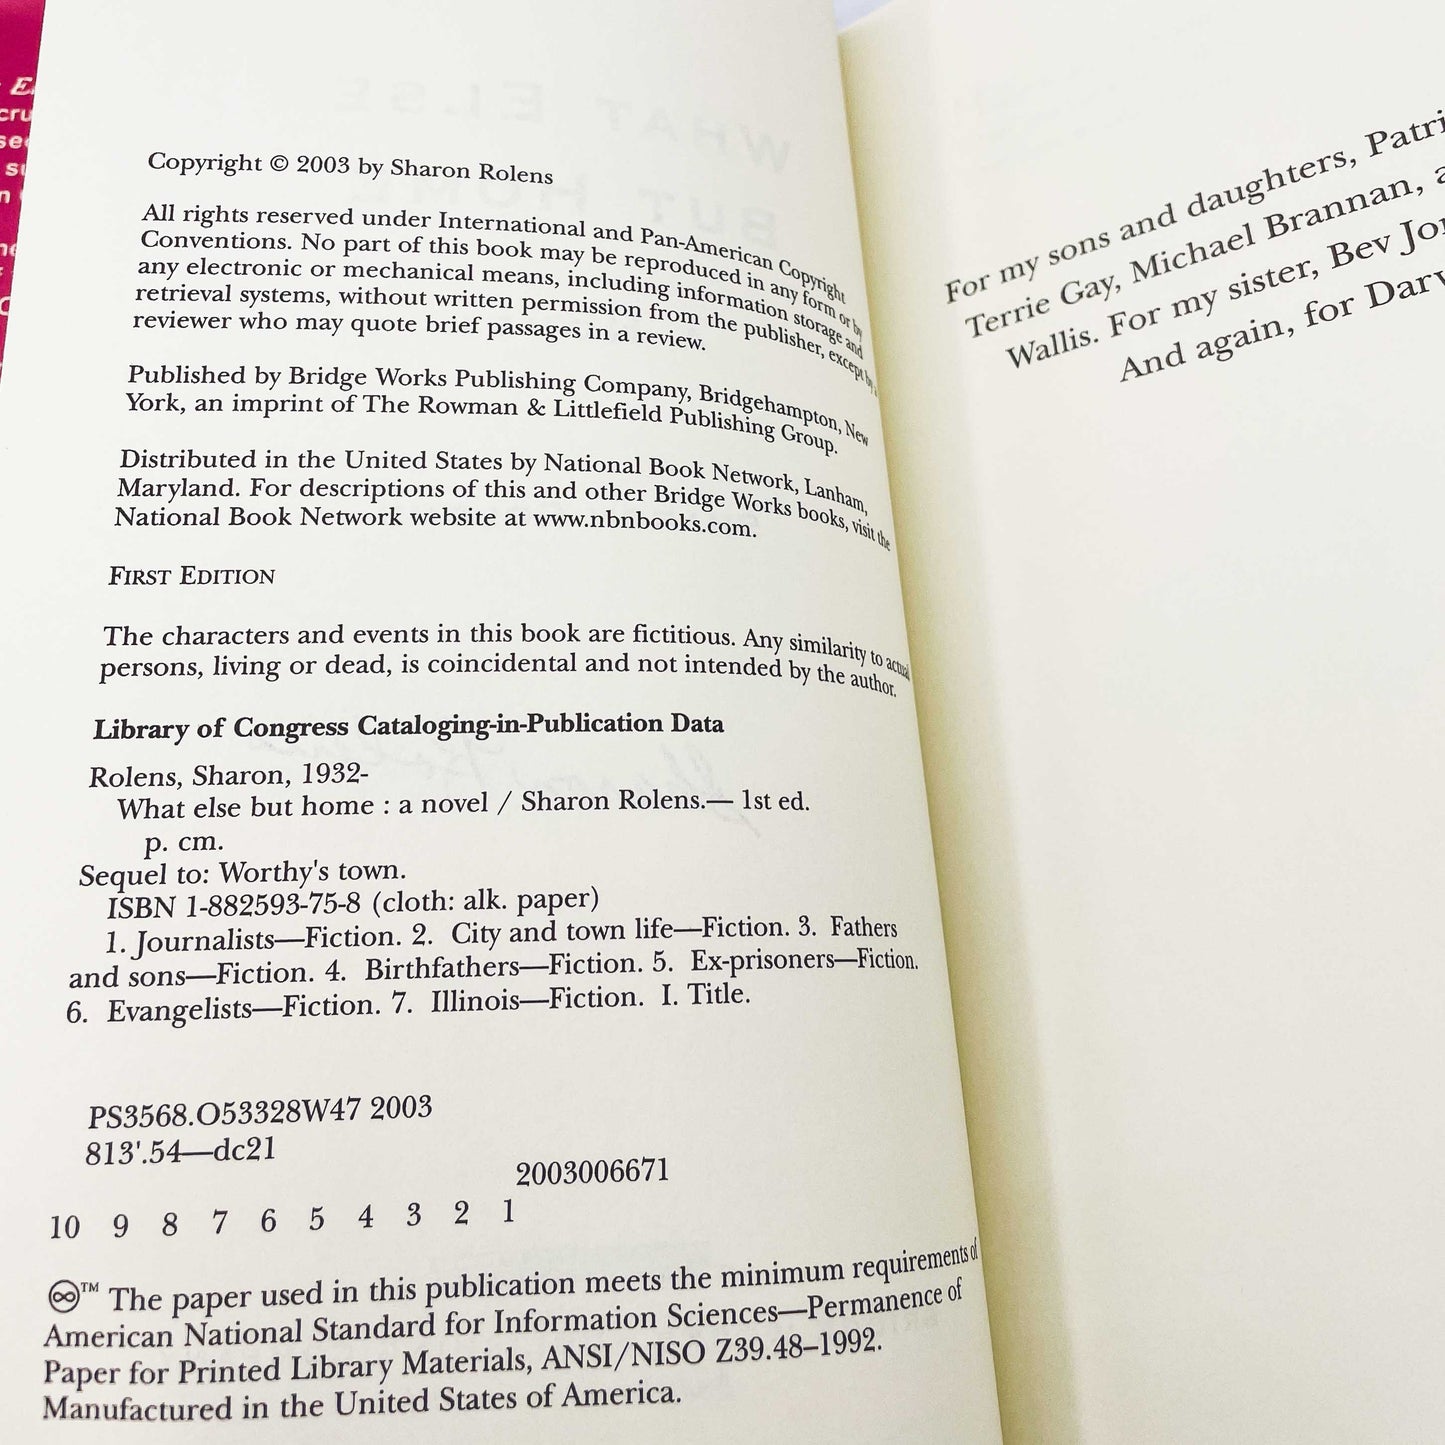 Copyright © 2003 by Sharon Rolens
All rights reserved under International and Pan-American Copyright
Conventions. No part of this book may be reproduced in any form or by
any electronic or mechanical means, including information storage and
retrieval systems, without written permission from the publisher, except by a
reviewer who may quote brief passages in a review.
Published by Bridge Works Publishing Company, Bridgehampton, New
York, an imprint of The Rowman & Littlefield Publishing Group.
Distributed in the United States by National Book Network, Lanham,
Maryland. For descriptions of this and other Bridge Works books, visit the
National Book Network website at www.nbnbooks.com.
FIRST EDITION
The characters and events in this book are fictitious. Any similarity to actual
persons, living or dead, is coincidental and not intended by the author.
Library of Congress Cataloging-in-Publication Data
Rolens, Sharon, 1932-
What else but home : a novel / Sharon Rolens.— 1st ed.
p. cm.
Sequel to: Worthy's town.
ISBN 1-882593-75-8 (cloth: alk. paper)
1. Journalists—Fiction. 2. City and town life—Fiction. 3. Fathers
and sons—Fiction. 4. Birthfathers—Fiction. 5. Ex-prisoners—Fiction.
6. Evangelists—Fiction. 7. Illinois—Fiction. I. Title.
PS3568.O53328W47 2003
813'.54—dc21
2003006671
10 9 8 7 6 5 4 3 2 1
♾™ The paper used in this publication meets the minimum requirements of
American National Standard for Information Sciences—Permanence of
Paper for Printed Library Materials, ANSI/NISO Z39.48–1992.
Manufactured in the United States of America.
For my sons and daughters,
Terrie Gay, Michael Brannan,
Wallis. For my sister, Bev
And again, for